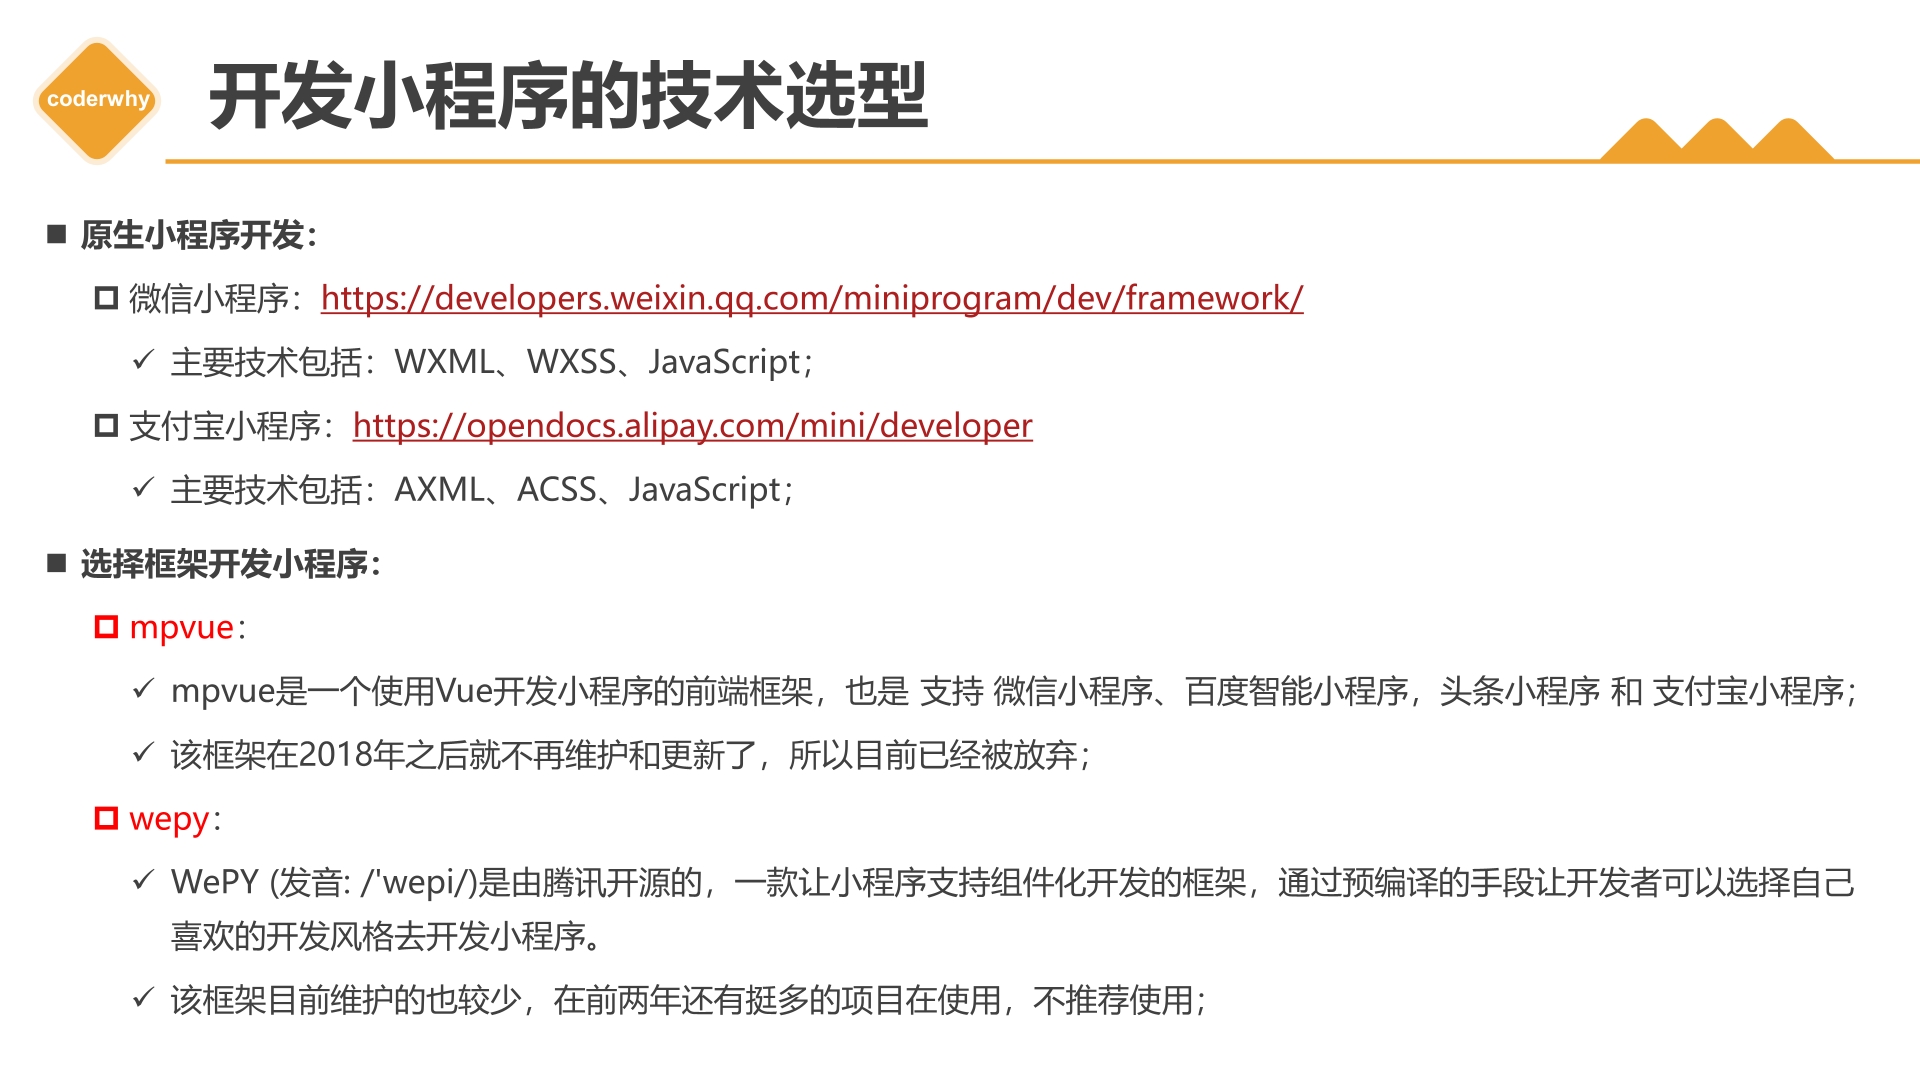 coderwhy
开发小程序的技术选型
原生小程序开发：
微信小程序：https://developers.weixin.qq.com/miniprogram/dev/framework/
主要技术包括：WXML、WXSS、JavaScript；
支付宝小程序：https://opendocs.alipay.com/mini/developer
主要技术包括：AXML、ACSS、JavaScript；
选择框架开发小程序：
mpvue：
mpvue是一个使用Vue开发小程序的前端框架，也是 支持 微信小程序、百度智能小程序，头条小程序 和 支付宝小程序；
该框架在2018年之后就不再维护和更新了，所以目前已经被放弃；
wepy：
WePY (发音: /'wepi/)是由腾讯开源的，一款让小程序支持组件化开发的框架，通过预编译的手段让开发者可以选择自己
喜欢的开发风格去开发小程序。
该框架目前维护的也较少，在前两年还有挺多的项目在使用，不推荐使用；